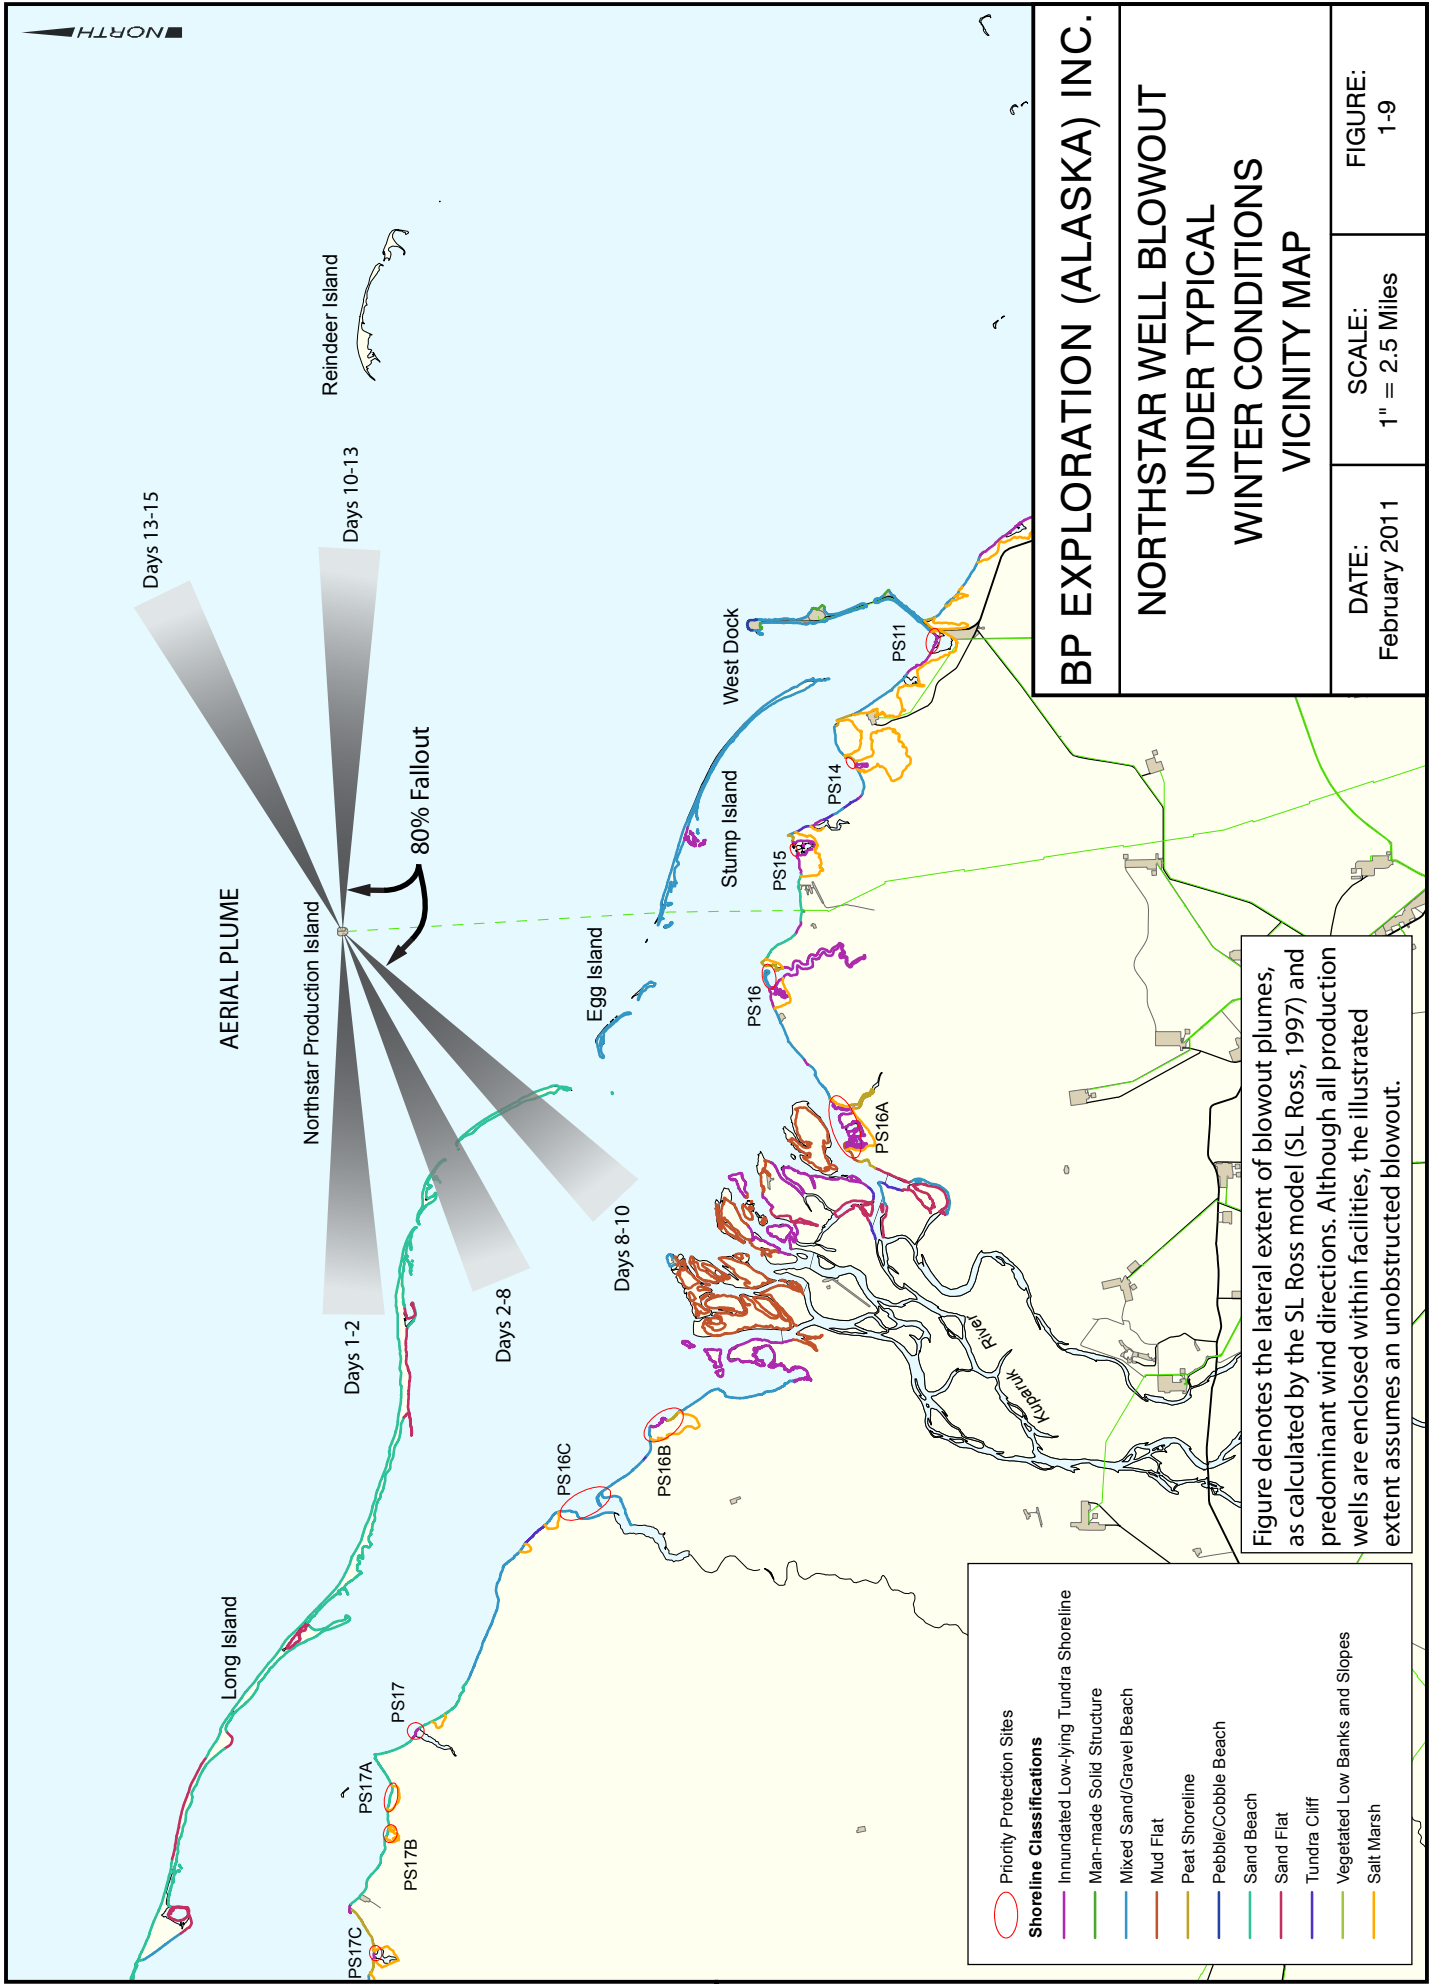 NORTH
Reindeer Island
Days 13-15
Days 10-13
AERIAL PLUME
Northstar Production Island
80% Fallout
West Dock
Stump Island
Egg Island
Days 1-2
Days 2-8
Days 8-10
Long Island
PS11
PS14
PS15
PS16
PS16A
PS16B
PS16C
PS17
PS17A
PS17B
PS17C
Kuparuk
River
Priority Protection Sites
Shoreline Classifications
Innundated Low-lying Tundra Shoreline
Man-made Solid Structure
Mixed Sand/Gravel Beach
Mud Flat
Peat Shoreline
Pebble/Cobble Beach
Sand Beach
Sand Flat
Tundra Cliff
Vegetated Low Banks and Slopes
Salt Marsh
Figure denotes the lateral extent of blowout plumes,
as calculated by the SL Ross model (SL Ross, 1997) and
predominant wind directions. Although all production
wells are enclosed within facilities, the illustrated
extent assumes an unobstructed blowout.
BP EXPLORATION (ALASKA) INC.
NORTHSTAR WELL BLOWOUT
UNDER TYPICAL
WINTER CONDITIONS
VICINITY MAP
DATE:
February 2011
SCALE:
1" = 2.5 Miles
FIGURE:
1-9